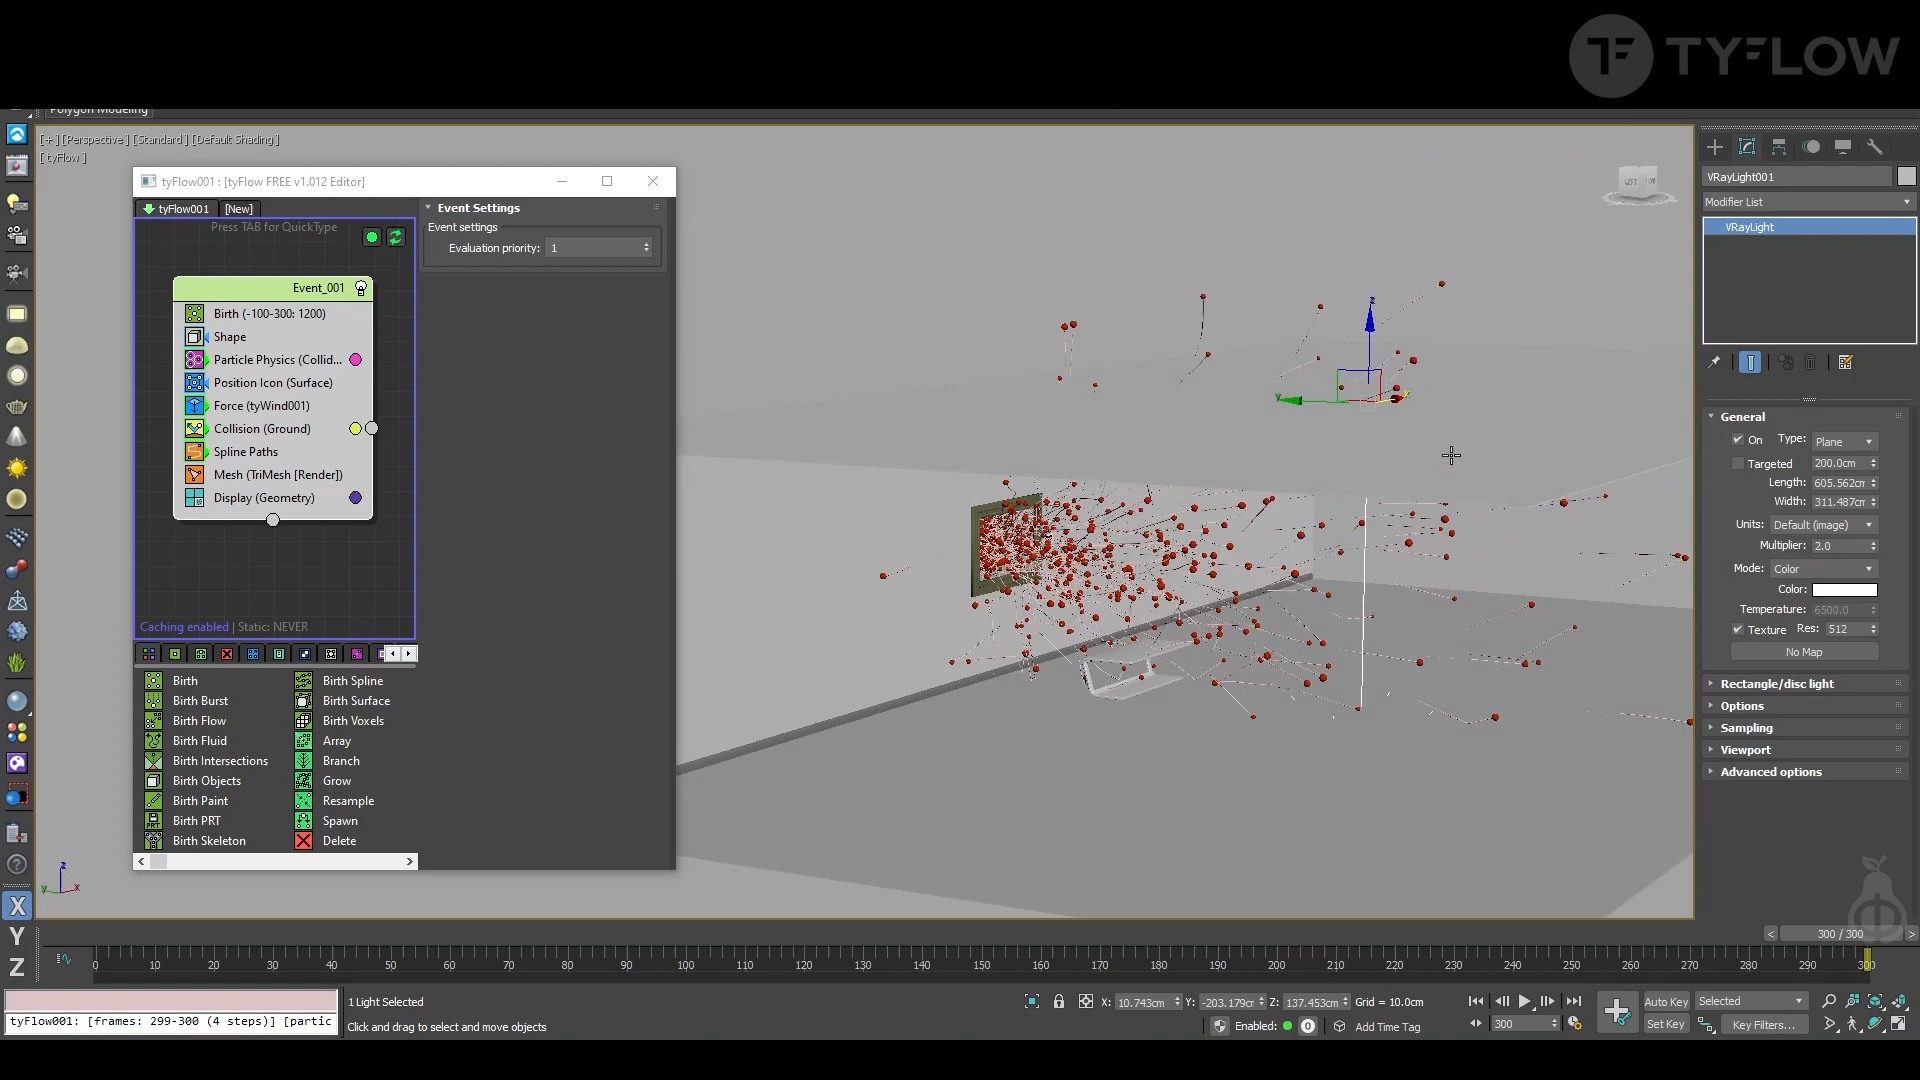 TYFLOW
Polygon Modeling
[+] [Perspective] [Standard] [Default Shading]
[ tyFlow ]
tyFlow001 : [tyFlow FREE v1.012 Editor]
tyFlow001
[New]
Press TAB for QuickType
Event_001
Birth (-100-300: 1200)
Shape
Particle Physics (Collid...
Position Icon (Surface)
Force (tyWind001)
Collision (Ground)
Spline Paths
Mesh (TriMesh [Render])
Display (Geometry)
Caching enabled | Static: NEVER
Event Settings
Event settings
Evaluation priority: 1
Birth
Birth Burst
Birth Flow
Birth Fluid
Birth Intersections
Birth Objects
Birth Paint
Birth PRT
Birth Skeleton
Birth Spline
Birth Surface
Birth Voxels
Array
Branch
Grow
Resample
Spawn
Delete
z
y
x
z
y
x
LEFT
VRayLight001
Modifier List
VRayLight
General
On Type: Plane
Targeted 200.0cm
Length: 605.562cm
Width: 311.487cm
Units: Default (image)
Multiplier: 2.0
Mode: Color
Color:
Temperature: 6500.0
Texture Res: 512
No Map
Rectangle/disc light
Options
Sampling
Viewport
Advanced options
X
Y
Z
< 300 / 300 >
0 10 20 30 40 50 60 70 80 90 100 110 120 130 140 150 160 170 180 190 200 210 220 230 240 250 260 270 280 290 300
tyFlow001: [frames: 299-300 (4 steps)] [partic
1 Light Selected
Click and drag to select and move objects
X: 10.743cm Y: -203.179cm Z: 137.453cm Grid = 10.0cm
Enabled: 0 Add Time Tag
300
Auto Key Selected
Set Key Key Filters...